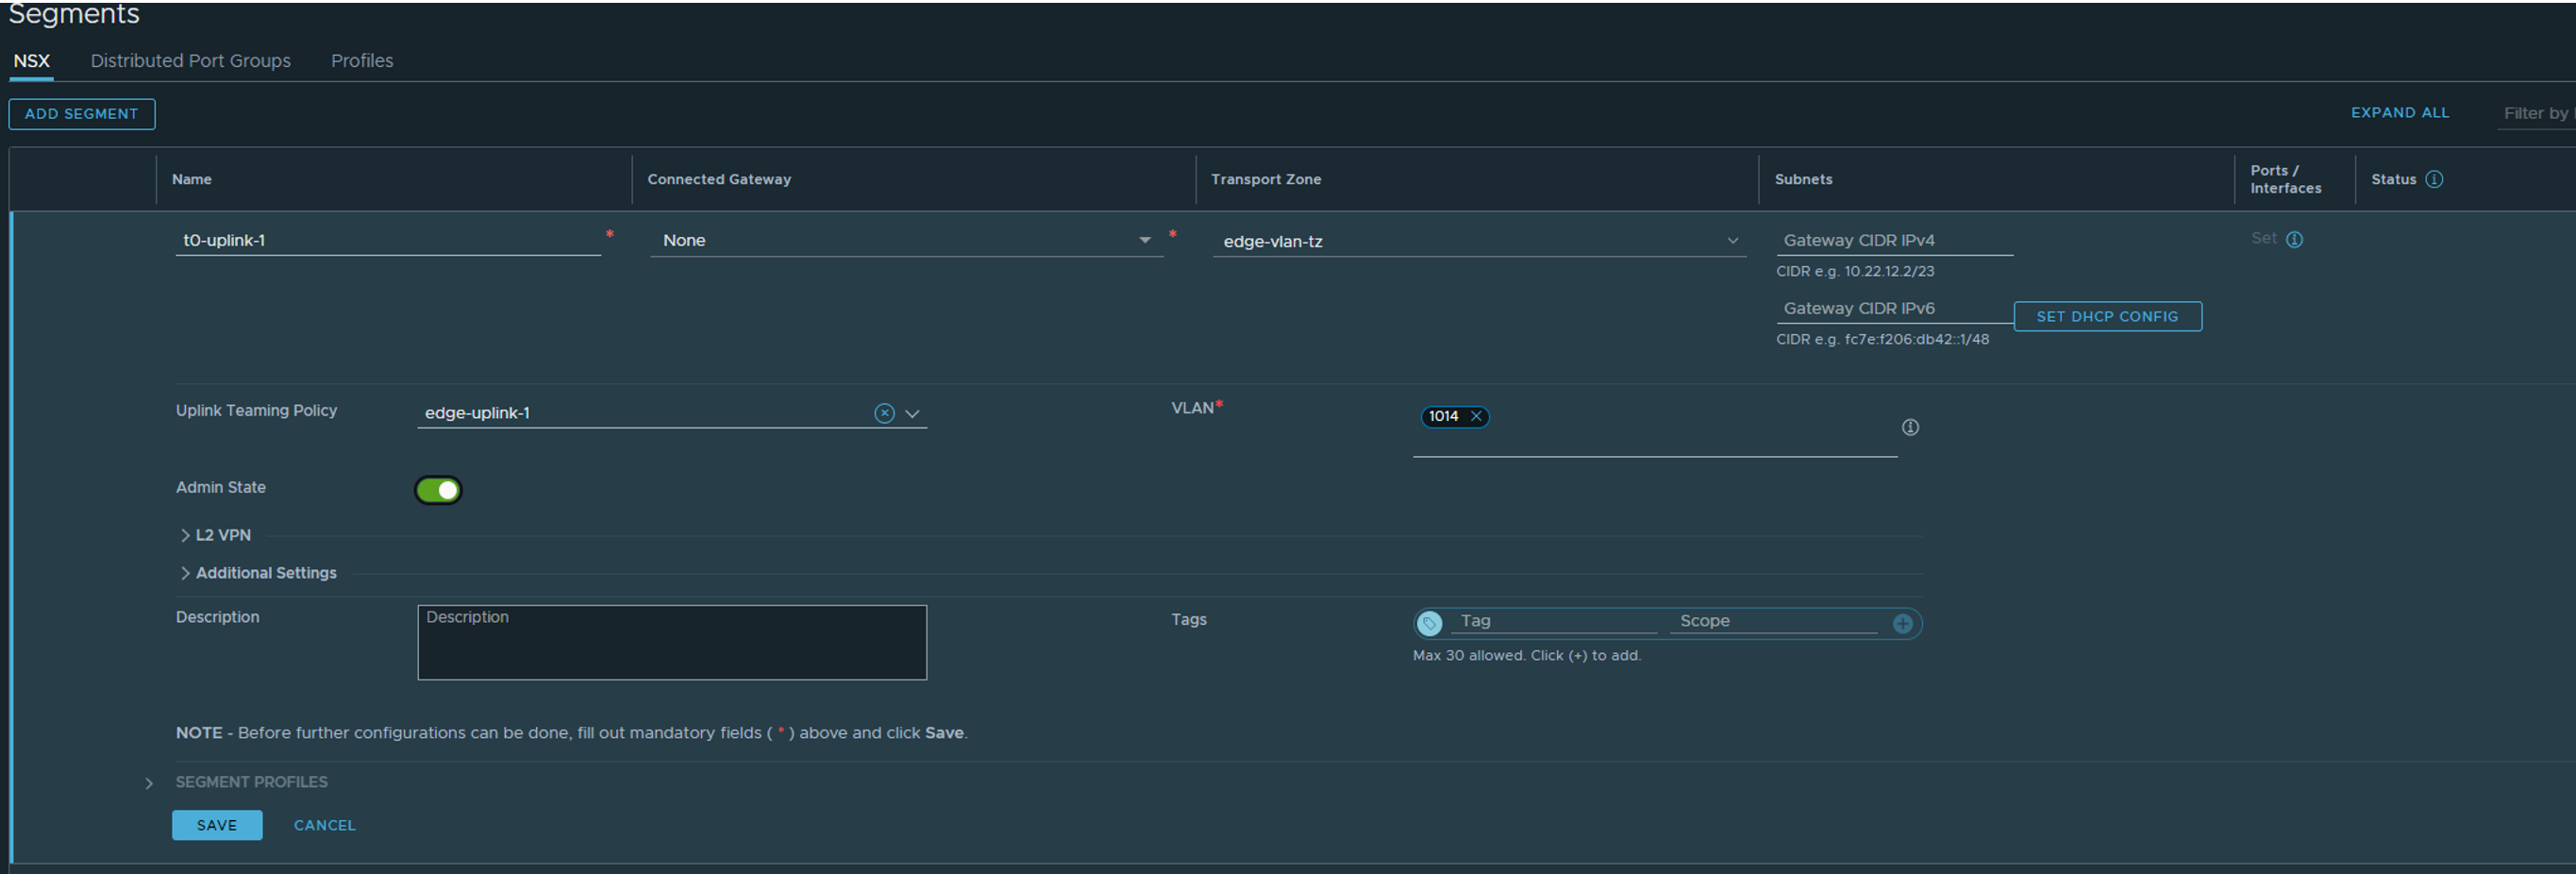 Segments
NSX Distributed Port Groups Profiles
ADD SEGMENT EXPAND ALL Filter by
Name Connected Gateway Transport Zone Subnets Ports / Interfaces Status
t0-uplink-1 * None * edge-vlan-tz Gateway CIDR IPv4 Set
CIDR e.g. 10.22.12.2/23
Gateway CIDR IPv6 SET DHCP CONFIG
CIDR e.g. fc7e:f206:db42::1/48
Uplink Teaming Policy edge-uplink-1 VLAN* 1014
Admin State
L2 VPN
Additional Settings
Description Description Tags Tag Scope
Max 30 allowed. Click (+) to add.
NOTE - Before further configurations can be done, fill out mandatory fields ( * ) above and click Save.
SEGMENT PROFILES
SAVE CANCEL